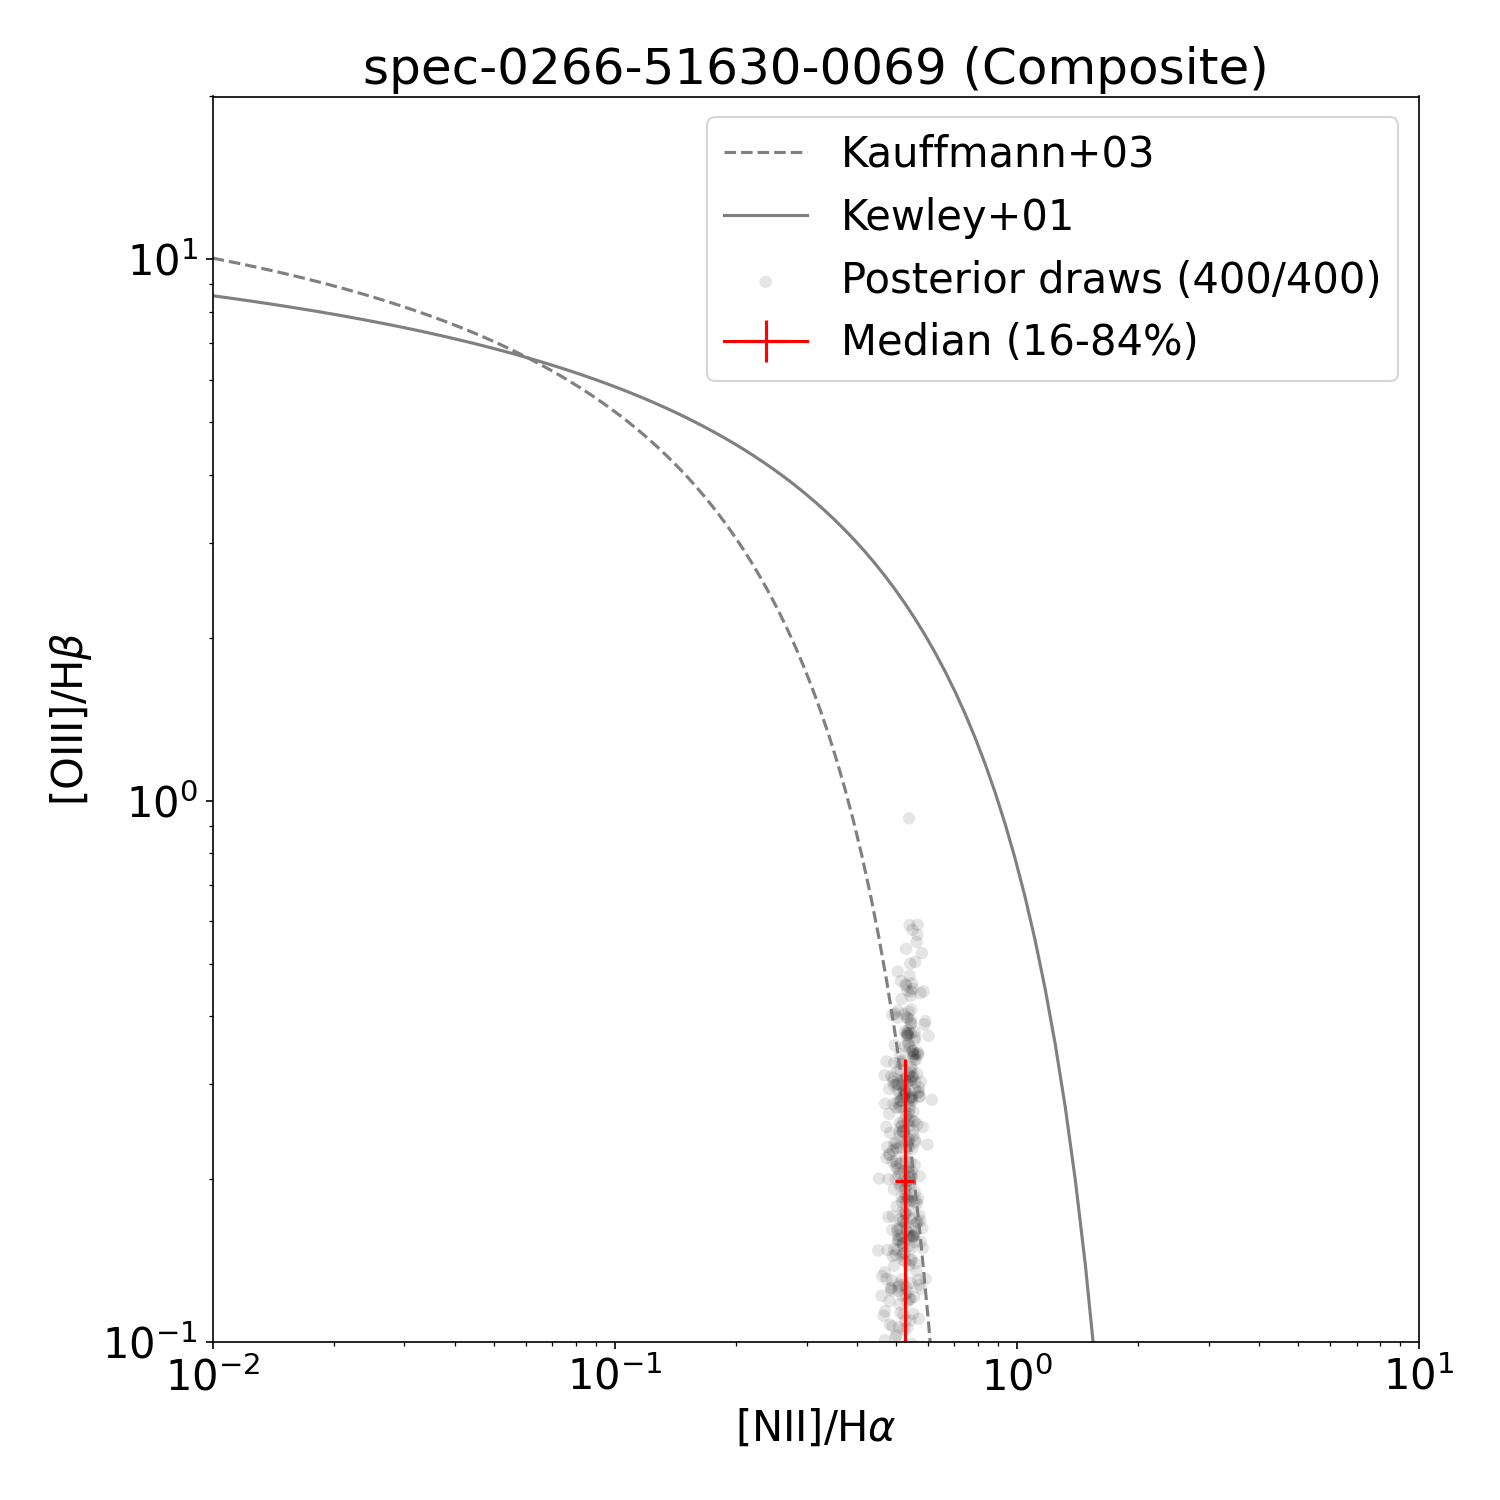 spec-0266-51630-0069 (Composite)
Kauffmann+03
Kewley+01
Posterior draws (400/400)
Median (16-84%)
10¹
10⁰
10⁻¹
[OIII]/Hβ
10⁻² 10⁻¹ 10⁰ 10¹
[NII]/Hα